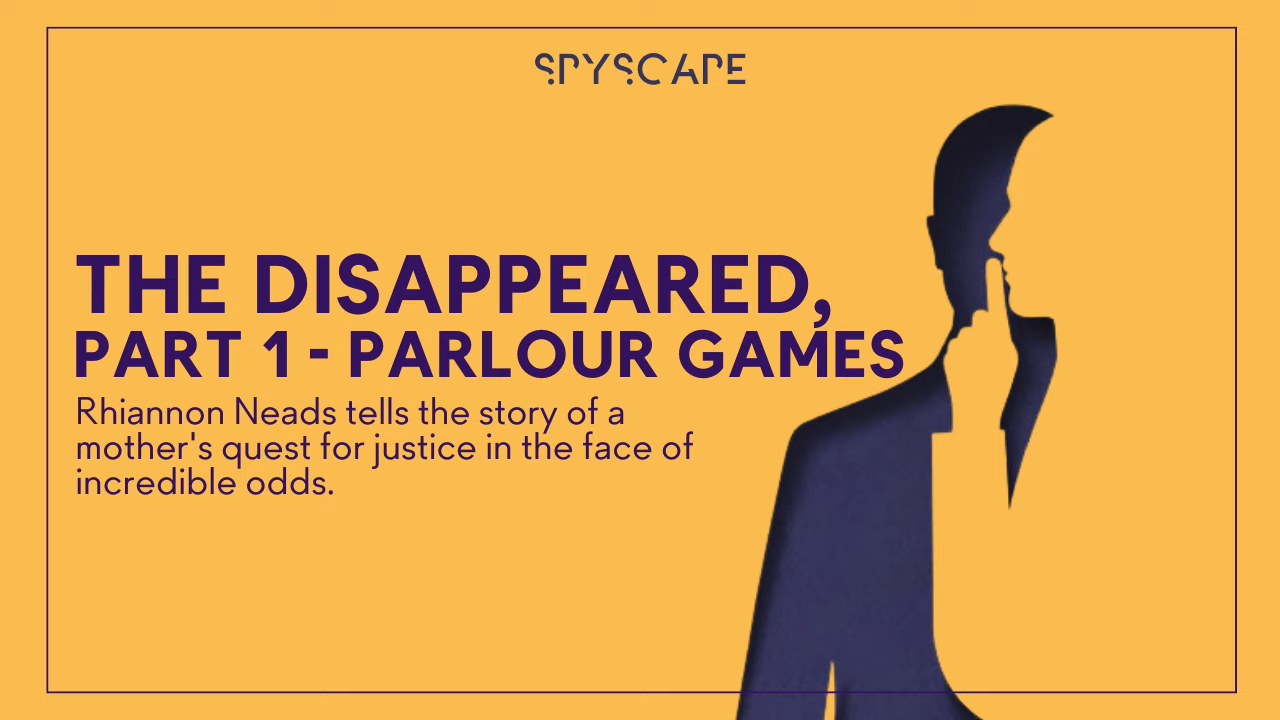 SPYSCAPE
THE DISAPPEARED,
PART 1 - PARLOUR GAMES
Rhiannon Neads tells the story of a
mother's quest for justice in the face of
incredible odds.